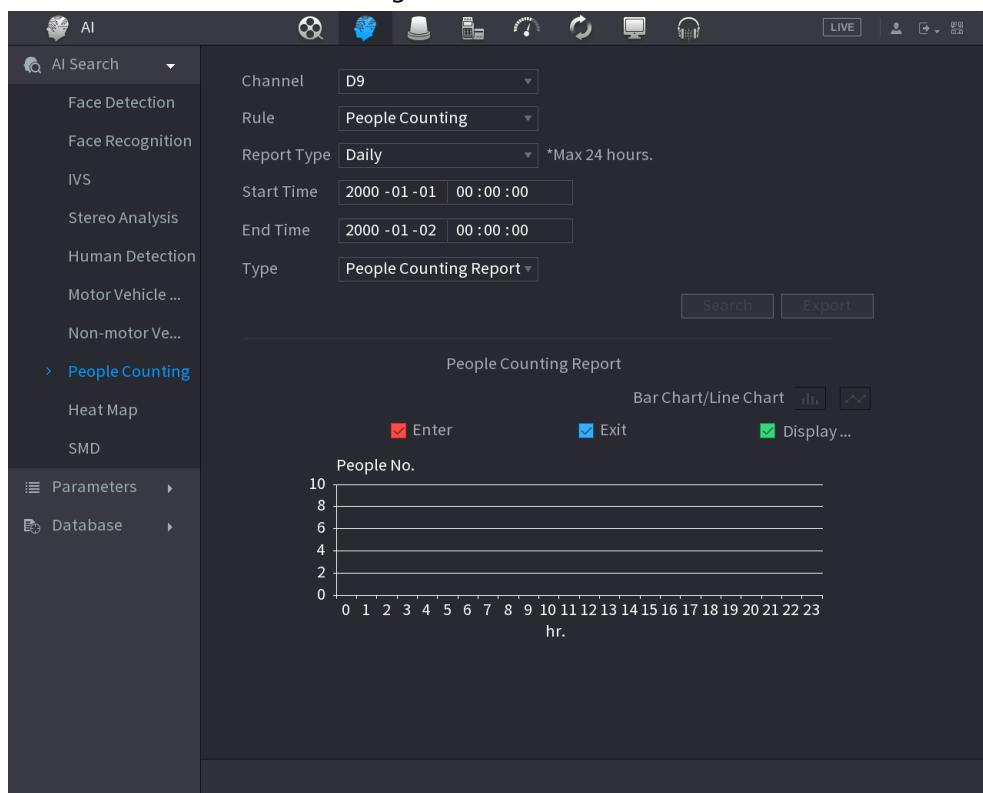 AI
LIVE
AI Search
Face Detection
Face Recognition
IVS
Stereo Analysis
Human Detection
Motor Vehicle ...
Non-motor Ve...
People Counting
Heat Map
SMD
Parameters
Database
Channel D9
Rule People Counting
Report Type Daily *Max 24 hours.
Start Time 2000 -01 -01 00 :00 :00
End Time 2000 -01 -02 00 :00 :00
Type People Counting Report
Search Export
People Counting Report
Bar Chart/Line Chart
Enter Exit Display ...
People No.
10
8
6
4
2
0
0 1 2 3 4 5 6 7 8 9 10 11 12 13 14 15 16 17 18 19 20 21 22 23
hr.